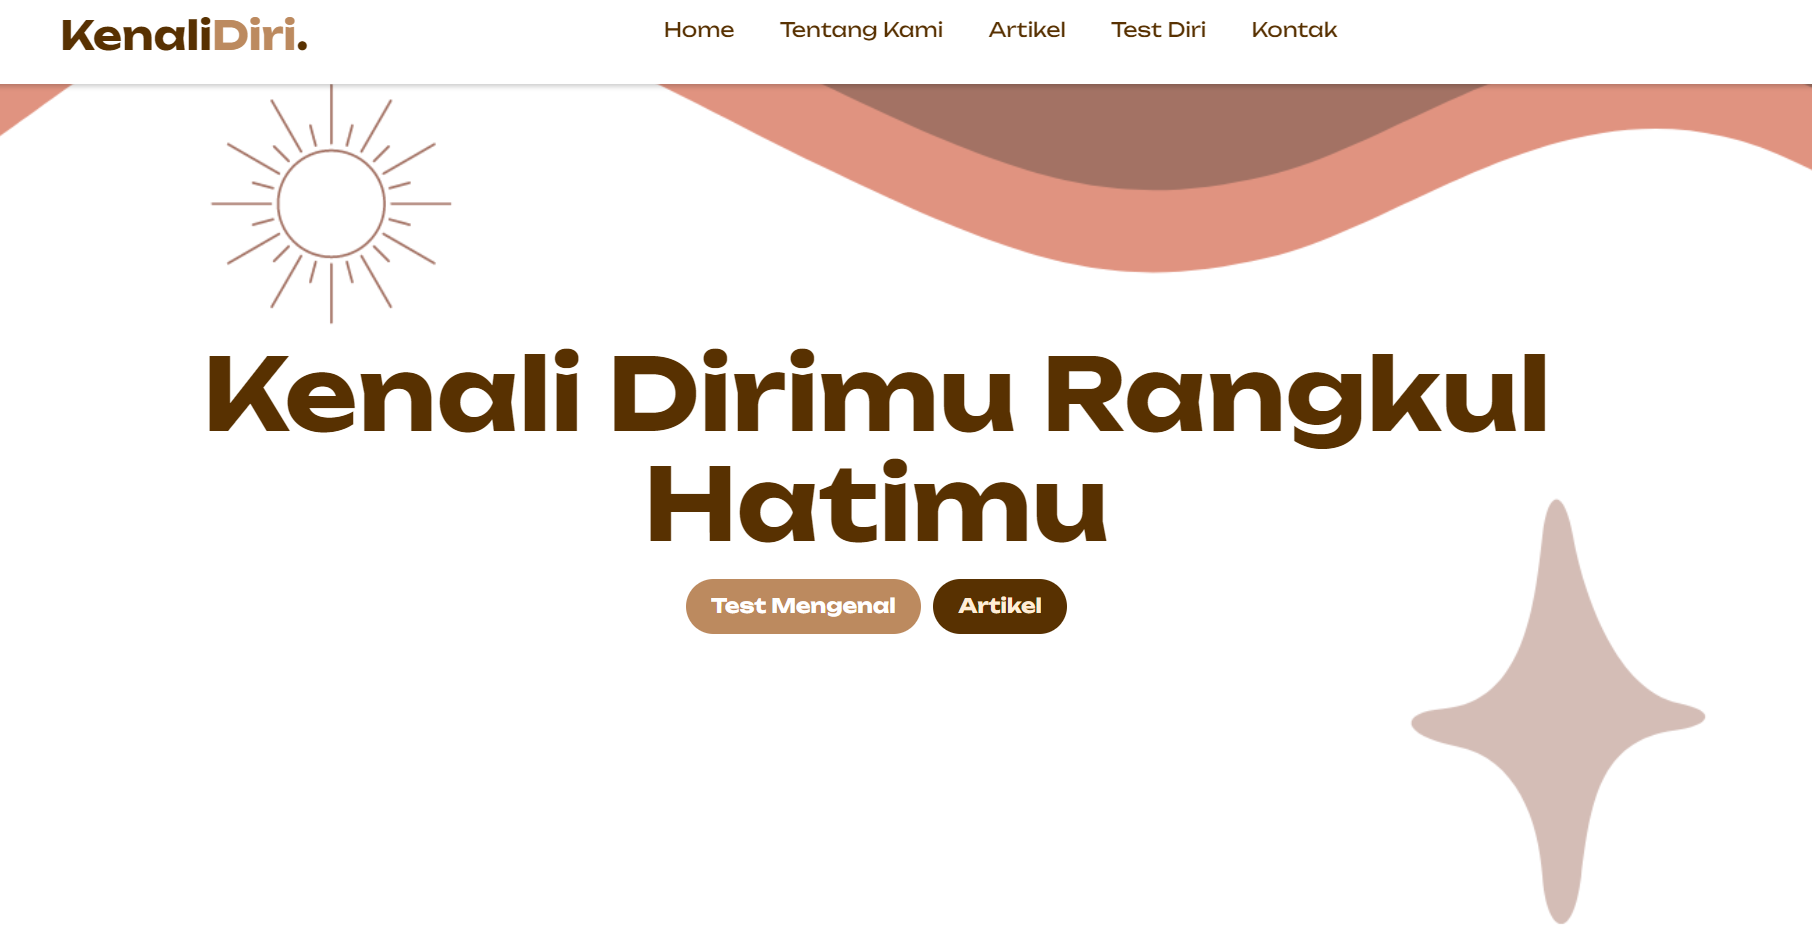 KenaliDiri.
Home Tentang Kami Artikel Test Diri Kontak
Kenali Dirimu Rangkul
Hatimu
Test Mengenal Artikel